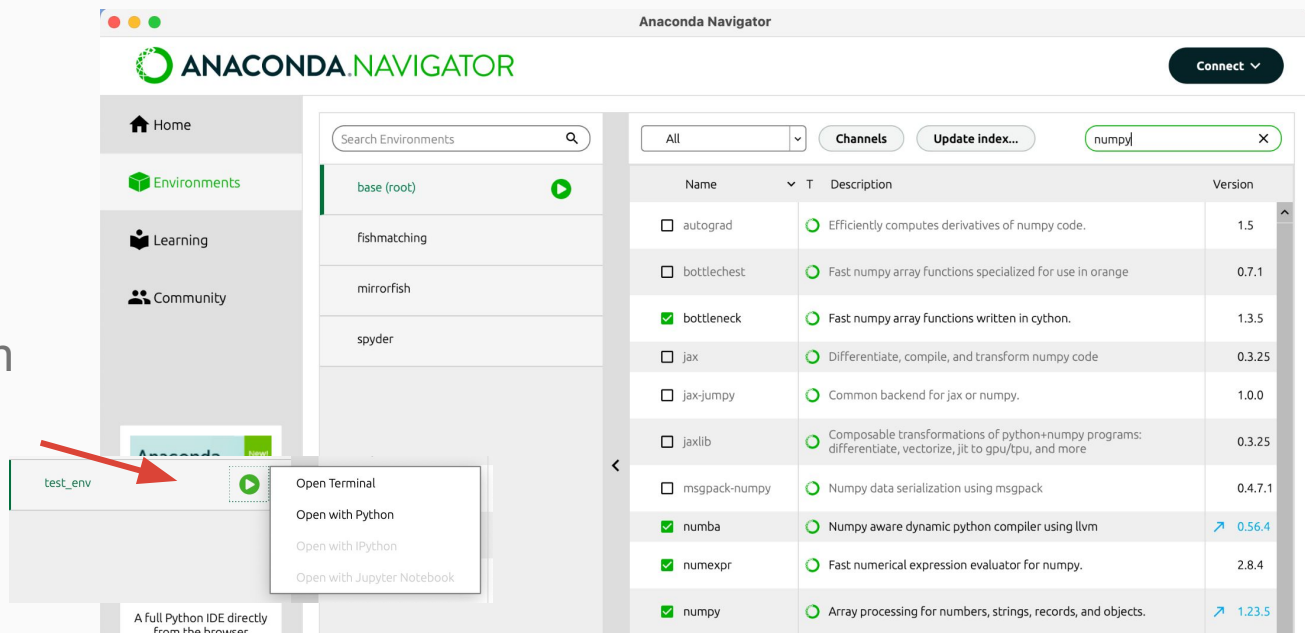 Anaconda Navigator
ANACONDA.NAVIGATOR
Connect
Home
Environments
Learning
Community
Search Environments
base (root)
fishmatching
mirrorfish
spyder
All
Channels
Update index...
numpy
Name
T
Description
Version
autograd
Efficiently computes derivatives of numpy code.
1.5
bottlechest
Fast numpy array functions specialized for use in orange
0.7.1
bottleneck
Fast numpy array functions written in cython.
1.3.5
jax
Differentiate, compile, and transform numpy code
0.3.25
jax-jumpy
Common backend for jax or numpy.
1.0.0
jaxlib
Composable transformations of python+numpy programs:
differentiate, vectorize, jit to gpu/tpu, and more
0.3.25
msgpack-numpy
Numpy data serialization using msgpack
0.4.7.1
numba
Numpy aware dynamic python compiler using llvm
0.56.4
numexpr
Fast numerical expression evaluator for numpy.
2.8.4
numpy
Array processing for numbers, strings, records, and objects.
1.23.5
n
Anaconda
test_env
Open Terminal
Open with Python
Open with IPython
Open with Jupyter Notebook
A full Python IDE directly
from the browser